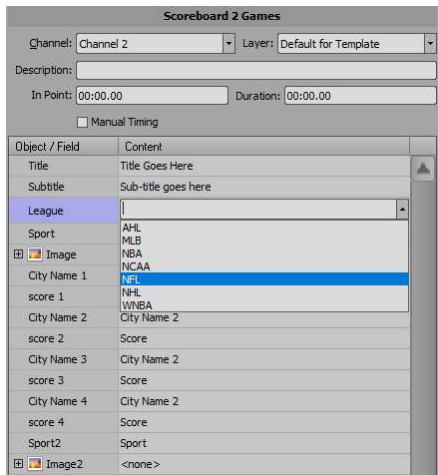 Scoreboard 2 Games
Channel: Channel 2 Layer: Default for Template
Description:
In Point: 00:00.00 Duration: 00:00.00
Manual Timing
Object / Field Content
Title Title Goes Here
Subtitle Sub-title goes here
League
Sport AHL
MLB
Image NBA
NCAA
City Name 1 NFL
score 1 NHL
WNBA
City Name 2 City Name 2
score 2 Score
City Name 3 City Name 2
score 3 Score
City Name 4 City Name 2
score 4 Score
Sport2 Sport
Image2 <none>